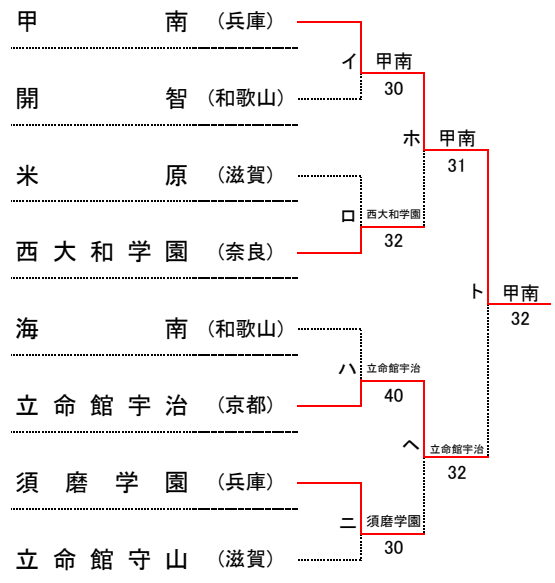 甲南 （兵庫）
イ 甲南
30
開智 （和歌山）
ホ 甲南
31
米原 （滋賀）
ロ 西大和学園
32
西大和学園 （奈良）
ト 甲南
32
海南 （和歌山）
ハ 立命館宇治
40
立命館宇治 （京都）
ヘ 立命館宇治
32
須磨学園 （兵庫）
ニ 須磨学園
30
立命館守山 （滋賀）